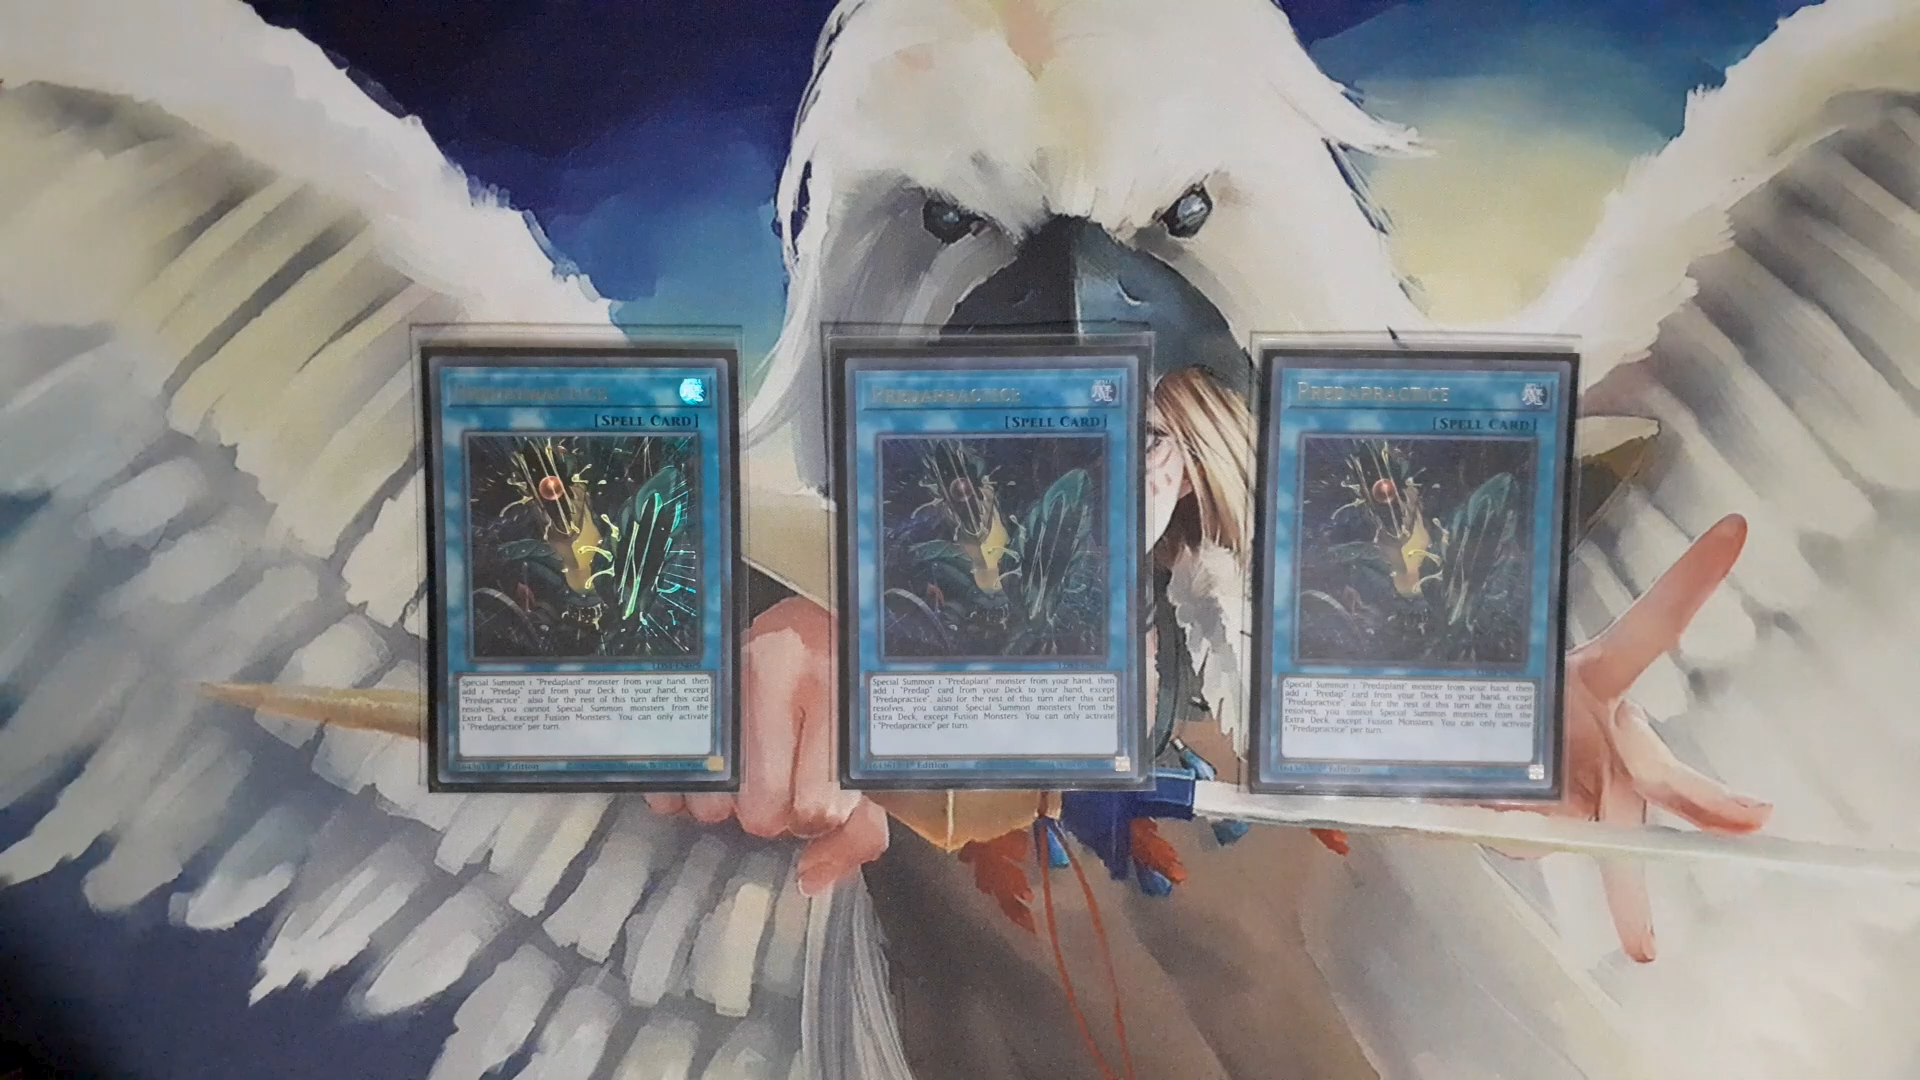 PREDAPRACTICE
[SPELL CARD]
Special Summon 1 "Predaplant" monster from your hand, then
add 1 "Predap" card from your Deck to your hand, except
"Predapractice", also for the rest of this turn after this card
resolves, you cannot Special Summon monsters from the
Extra Deck, except Fusion Monsters. You can only activate
1 "Predapractice" per turn.
1st Edition
PREDAPRACTICE
[SPELL CARD]
Special Summon 1 "Predaplant" monster from your hand, then
add 1 "Predap" card from your Deck to your hand, except
"Predapractice", also for the rest of this turn after this card
resolves, you cannot Special Summon monsters from the
Extra Deck, except Fusion Monsters. You can only activate
1 "Predapractice" per turn.
1st Edition
PREDAPRACTICE
[SPELL CARD]
Special Summon 1 "Predaplant" monster from your hand, then
add 1 "Predap" card from your Deck to your hand, except
"Predapractice", also for the rest of this turn after this card
resolves, you cannot Special Summon monsters from the
Extra Deck, except Fusion Monsters. You can only activate
1 "Predapractice" per turn.
Edition